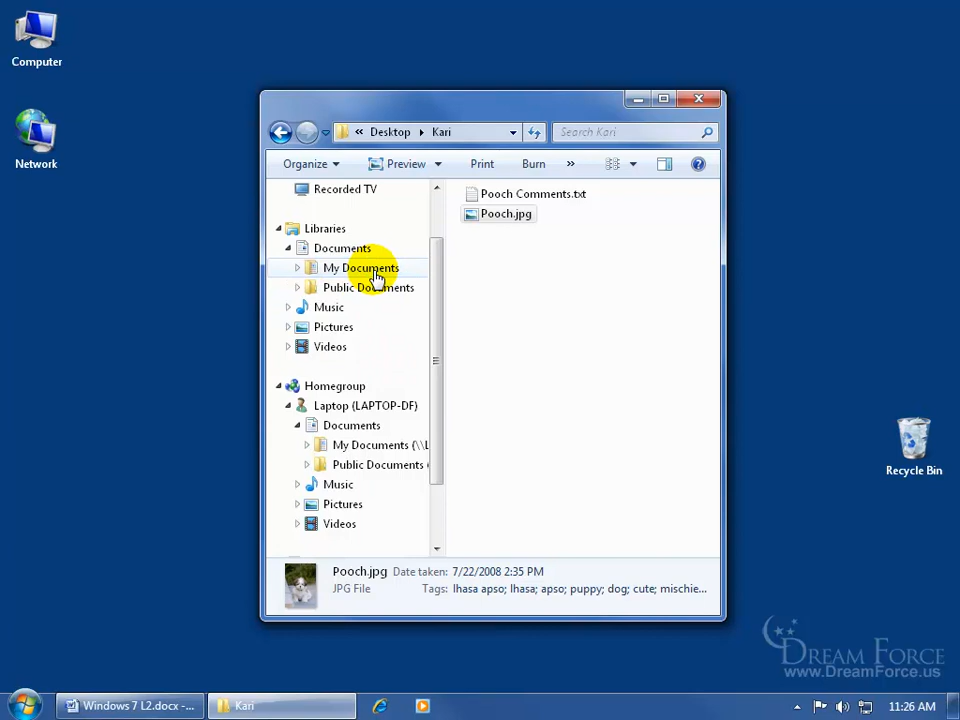 Computer
Network
Desktop Kari
Search Kari
Organize Preview Print Burn »
Recorded TV
Libraries
Documents
My Documents
Public Documents
Music
Pictures
Videos
Homegroup
Laptop (LAPTOP-DF)
Documents
My Documents (\\L
Public Documents (
Music
Pictures
Videos
Pooch Comments.txt
Pooch.jpg
Pooch.jpg Date taken: 7/22/2008 2:35 PM
JPG File Tags: lhasa apso; lhasa; apso; puppy; dog; cute; mischie...
Recycle Bin
DREAM FORCE
www.DreamForce.us
Windows 7 L2.docx -...
Kari
11:26 AM